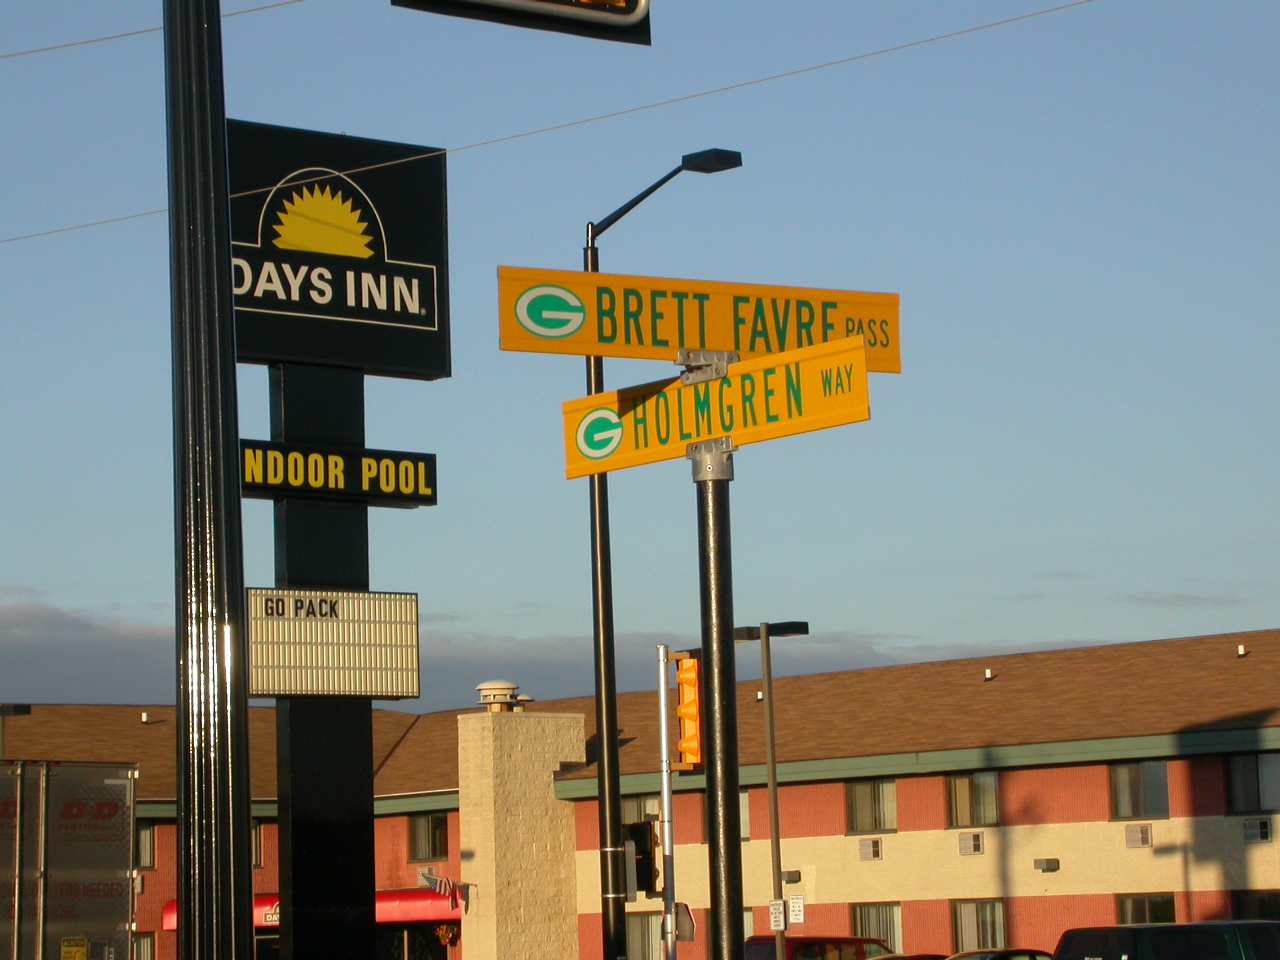 DAYS INN
NDOOR POOL
GO PACK
G BRETT FAVRE PASS
G HOLMGREN WAY
D&D